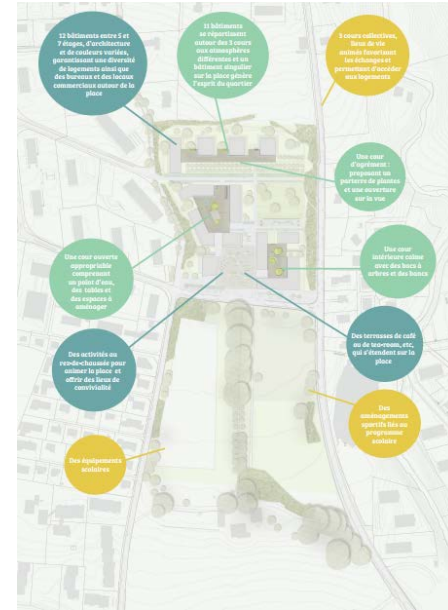 12 bâtiments entre 5 et
7 étages, d'architecture
et de couleurs variées,
garantissant une diversité
de logements ainsi que
des bureaux et des locaux
commerciaux autour de la
place
11 bâtiments
se répartissent
autour des 3 cours
aux atmosphères
différentes et un
bâtiment singulier
sur la place génère
l'esprit du quartier
3 cours collectives,
lieux de vie
animés favorisant
les échanges et
permettant d'accéder
aux logements
Une cour
d'agrément :
proposant un
parterre de plantes
et une ouverture
sur la vue
Une cour ouverte
appropriable
comprenant
un point d'eau,
des tables et
des espaces à
aménager
Une cour
intérieure calme
avec des bacs à
arbres et des bancs
Des activités au
rez-de-chaussée pour
animer la place et
offrir des lieux de
convivialité
Des terrasses de café
ou de tea-room, etc,
qui s'étendent sur la
place
Des
aménagements
sportifs liés au
programme
scolaire
Des équipements
scolaires